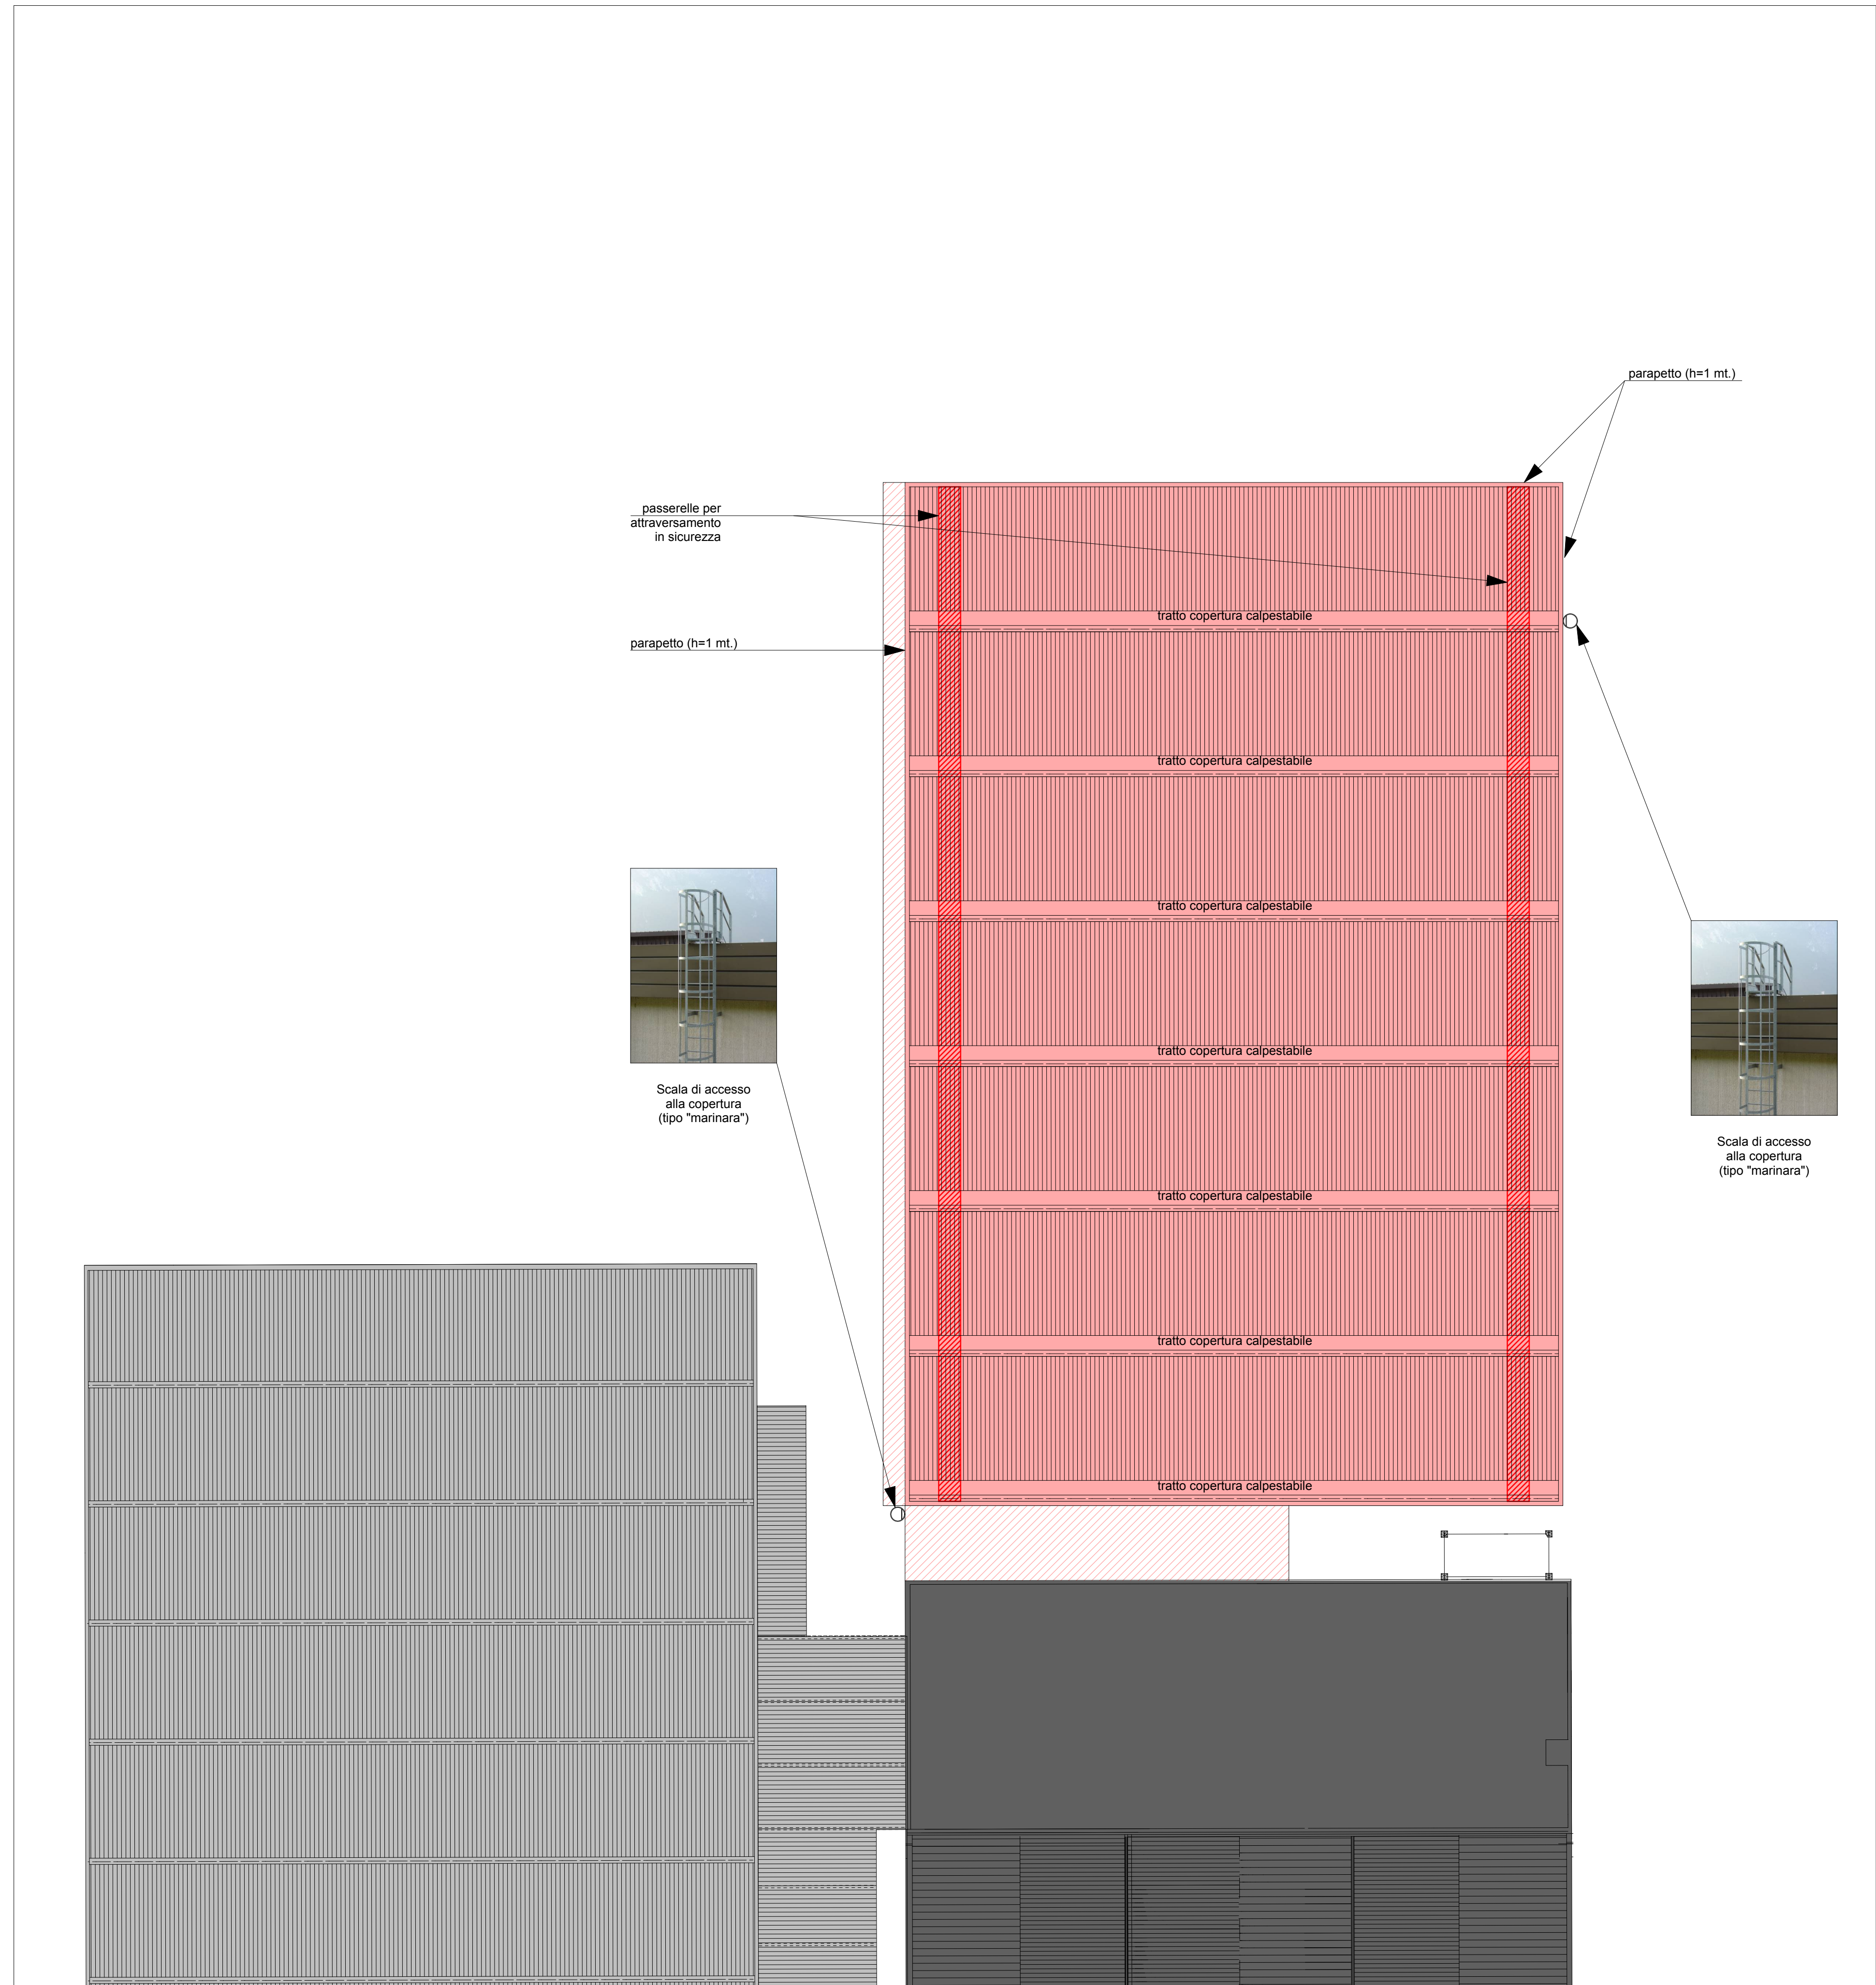 parapetto (h=1 mt.)
passerelle per
attraversamento
in sicurezza
tratto copertura calpestabile
parapetto (h=1 mt.)
tratto copertura calpestabile
tratto copertura calpestabile
tratto copertura calpestabile
Scala di accesso
alla copertura
(tipo "marinara")
Scala di accesso
alla copertura
(tipo "marinara")
tratto copertura calpestabile
tratto copertura calpestabile
tratto copertura calpestabile